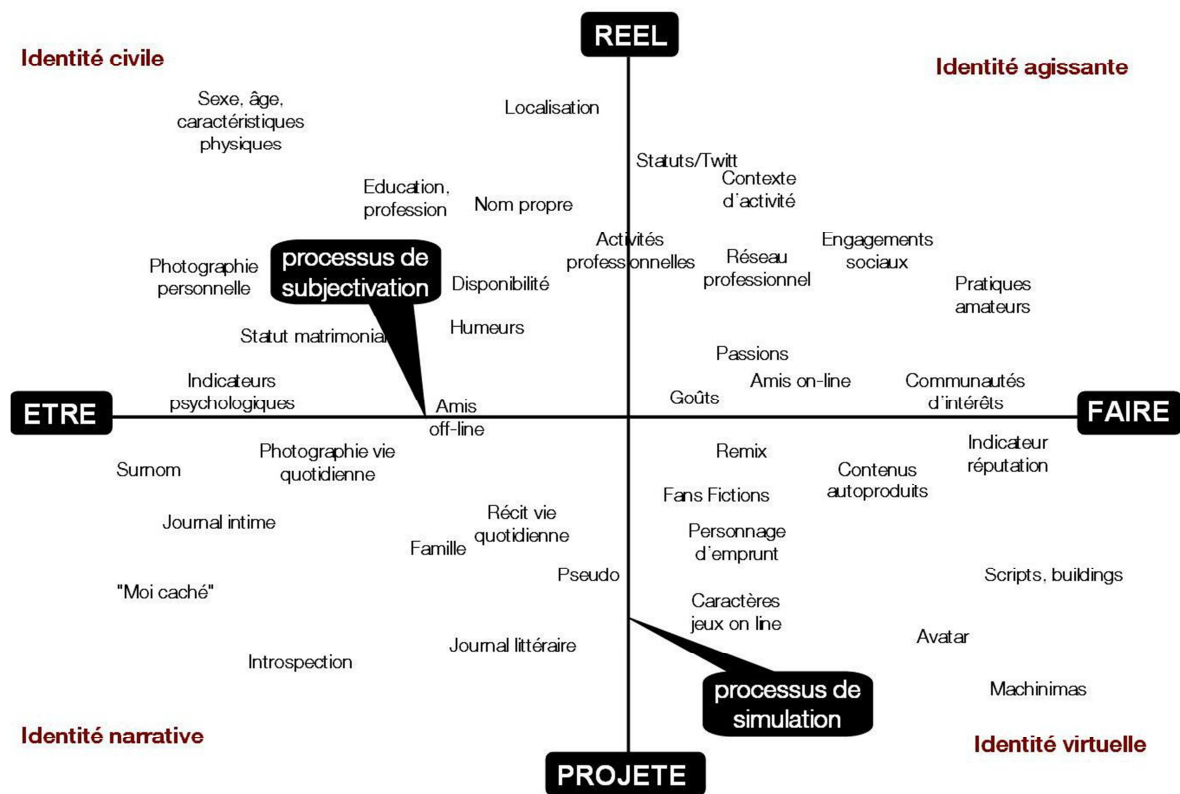 REEL
Identité civile
Identité agissante
Sexe, âge,
caractéristiques
physiques
Localisation
Statuts/Twitt
Contexte
d'activité
Education,
profession
Nom propre
Activités
professionnelles
Réseau
professionnel
Engagements
sociaux
Photographie
personnelle
processus de
subjectivation
Disponibilité
Pratiques
amateurs
Statut matrimonia
Humeurs
Passions
Indicateurs
psychologiques
Goûts
Amis on-line
Communautés
d'intérêts
ETRE
Amis
off-line
FAIRE
Surnom
Photographie vie
quotidienne
Remix
Contenus
autoproduits
Indicateur
réputation
Fans Fictions
Journal intime
Famille
Récit vie
quotidienne
Personnage
d'emprunt
Pseudo
Scripts, buildings
"Moi caché"
Caractères
jeux on line
Journal littéraire
Avatar
Introspection
processus de
simulation
Machinimas
Identité narrative
Identité virtuelle
PROJETE